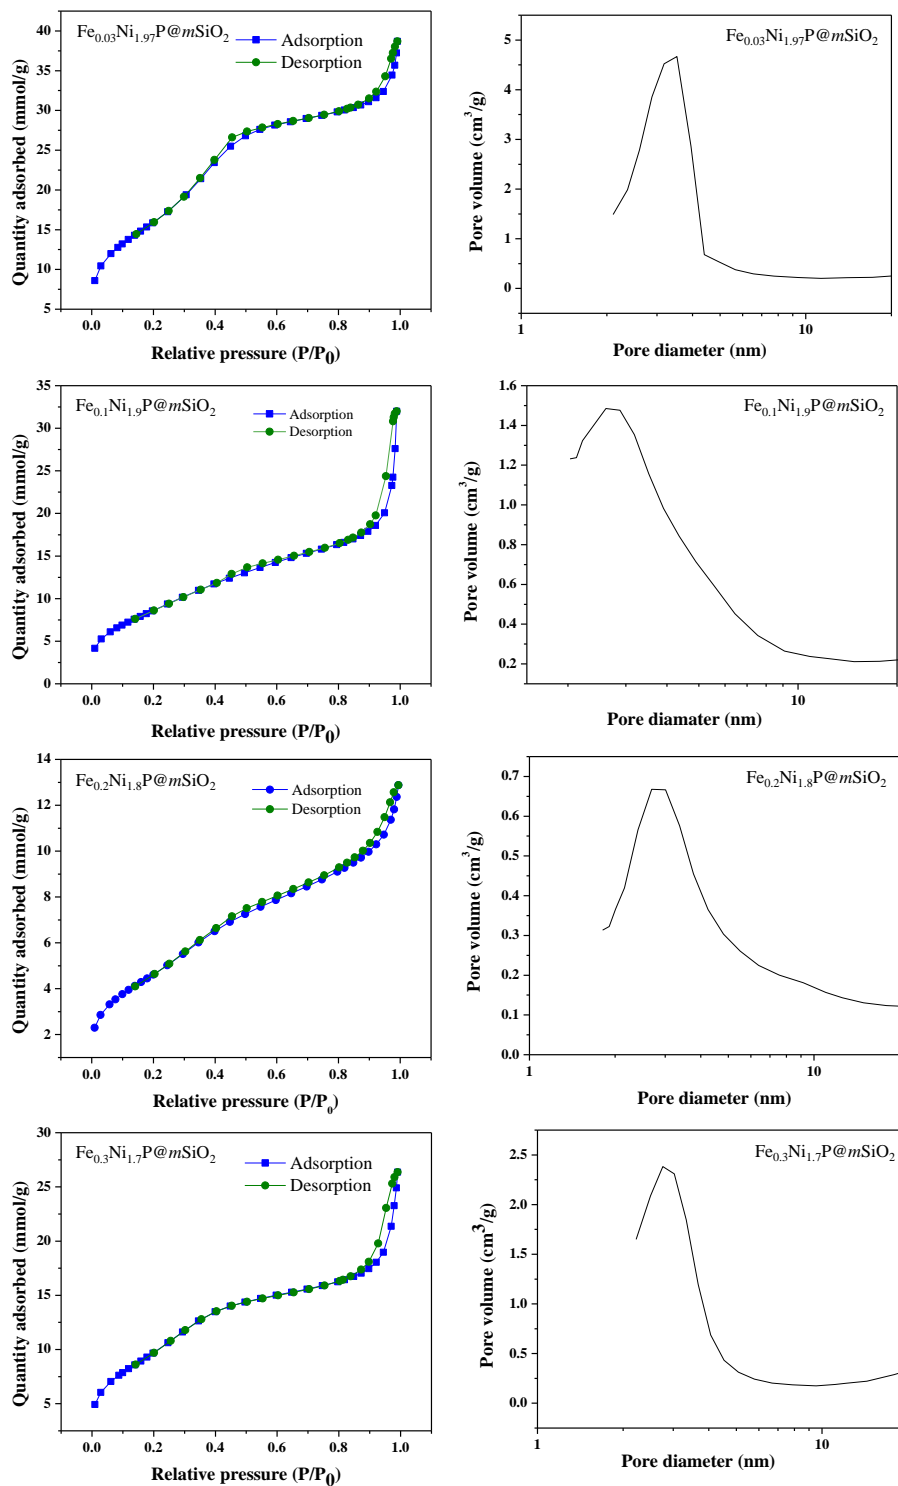 Fe0.03Ni1.97P@mSiO2
Adsorption
Desorption
40
35
30
25
20
15
10
5
0.0 0.2 0.4 0.6 0.8 1.0
Quantity adsorbed (mmol/g)
Relative pressure (P/P0)
Fe0.03Ni1.97P@mSiO2
5
4
3
2
1
0
1 10
Pore volume (cm3/g)
Pore diameter (nm)
Fe0.1Ni1.9P@mSiO2
Adsorption
Desorption
35
30
25
20
15
10
5
0
0.0 0.2 0.4 0.6 0.8 1.0
Quantity adsorbed (mmol/g)
Relative pressure (P/P0)
Fe0.1Ni1.9P@mSiO2
1.6
1.4
1.2
1.0
0.8
0.6
0.4
0.2
10
Pore volume (cm3/g)
Pore diamater (nm)
Fe0.2Ni1.8P@mSiO2
Adsorption
Desorption
14
12
10
8
6
4
2
0.0 0.2 0.4 0.6 0.8 1.0
Quantity adsorbed (mmol/g)
Relative pressure (P/P0)
Fe0.2Ni1.8P@mSiO2
0.7
0.6
0.5
0.4
0.3
0.2
0.1
0.0
1 10
Pore volume (cm3/g)
Pore diameter (nm)
Fe0.3Ni1.7P@mSiO2
Adsorption
Desorption
30
25
20
15
10
5
0.0 0.2 0.4 0.6 0.8 1.0
Quantity adsorbed (mmol/g)
Relative pressure (P/P0)
Fe0.3Ni1.7P@mSiO2
2.5
2.0
1.5
1.0
0.5
0.0
1 10
Pore volume (cm3/g)
Pore diameter (nm)